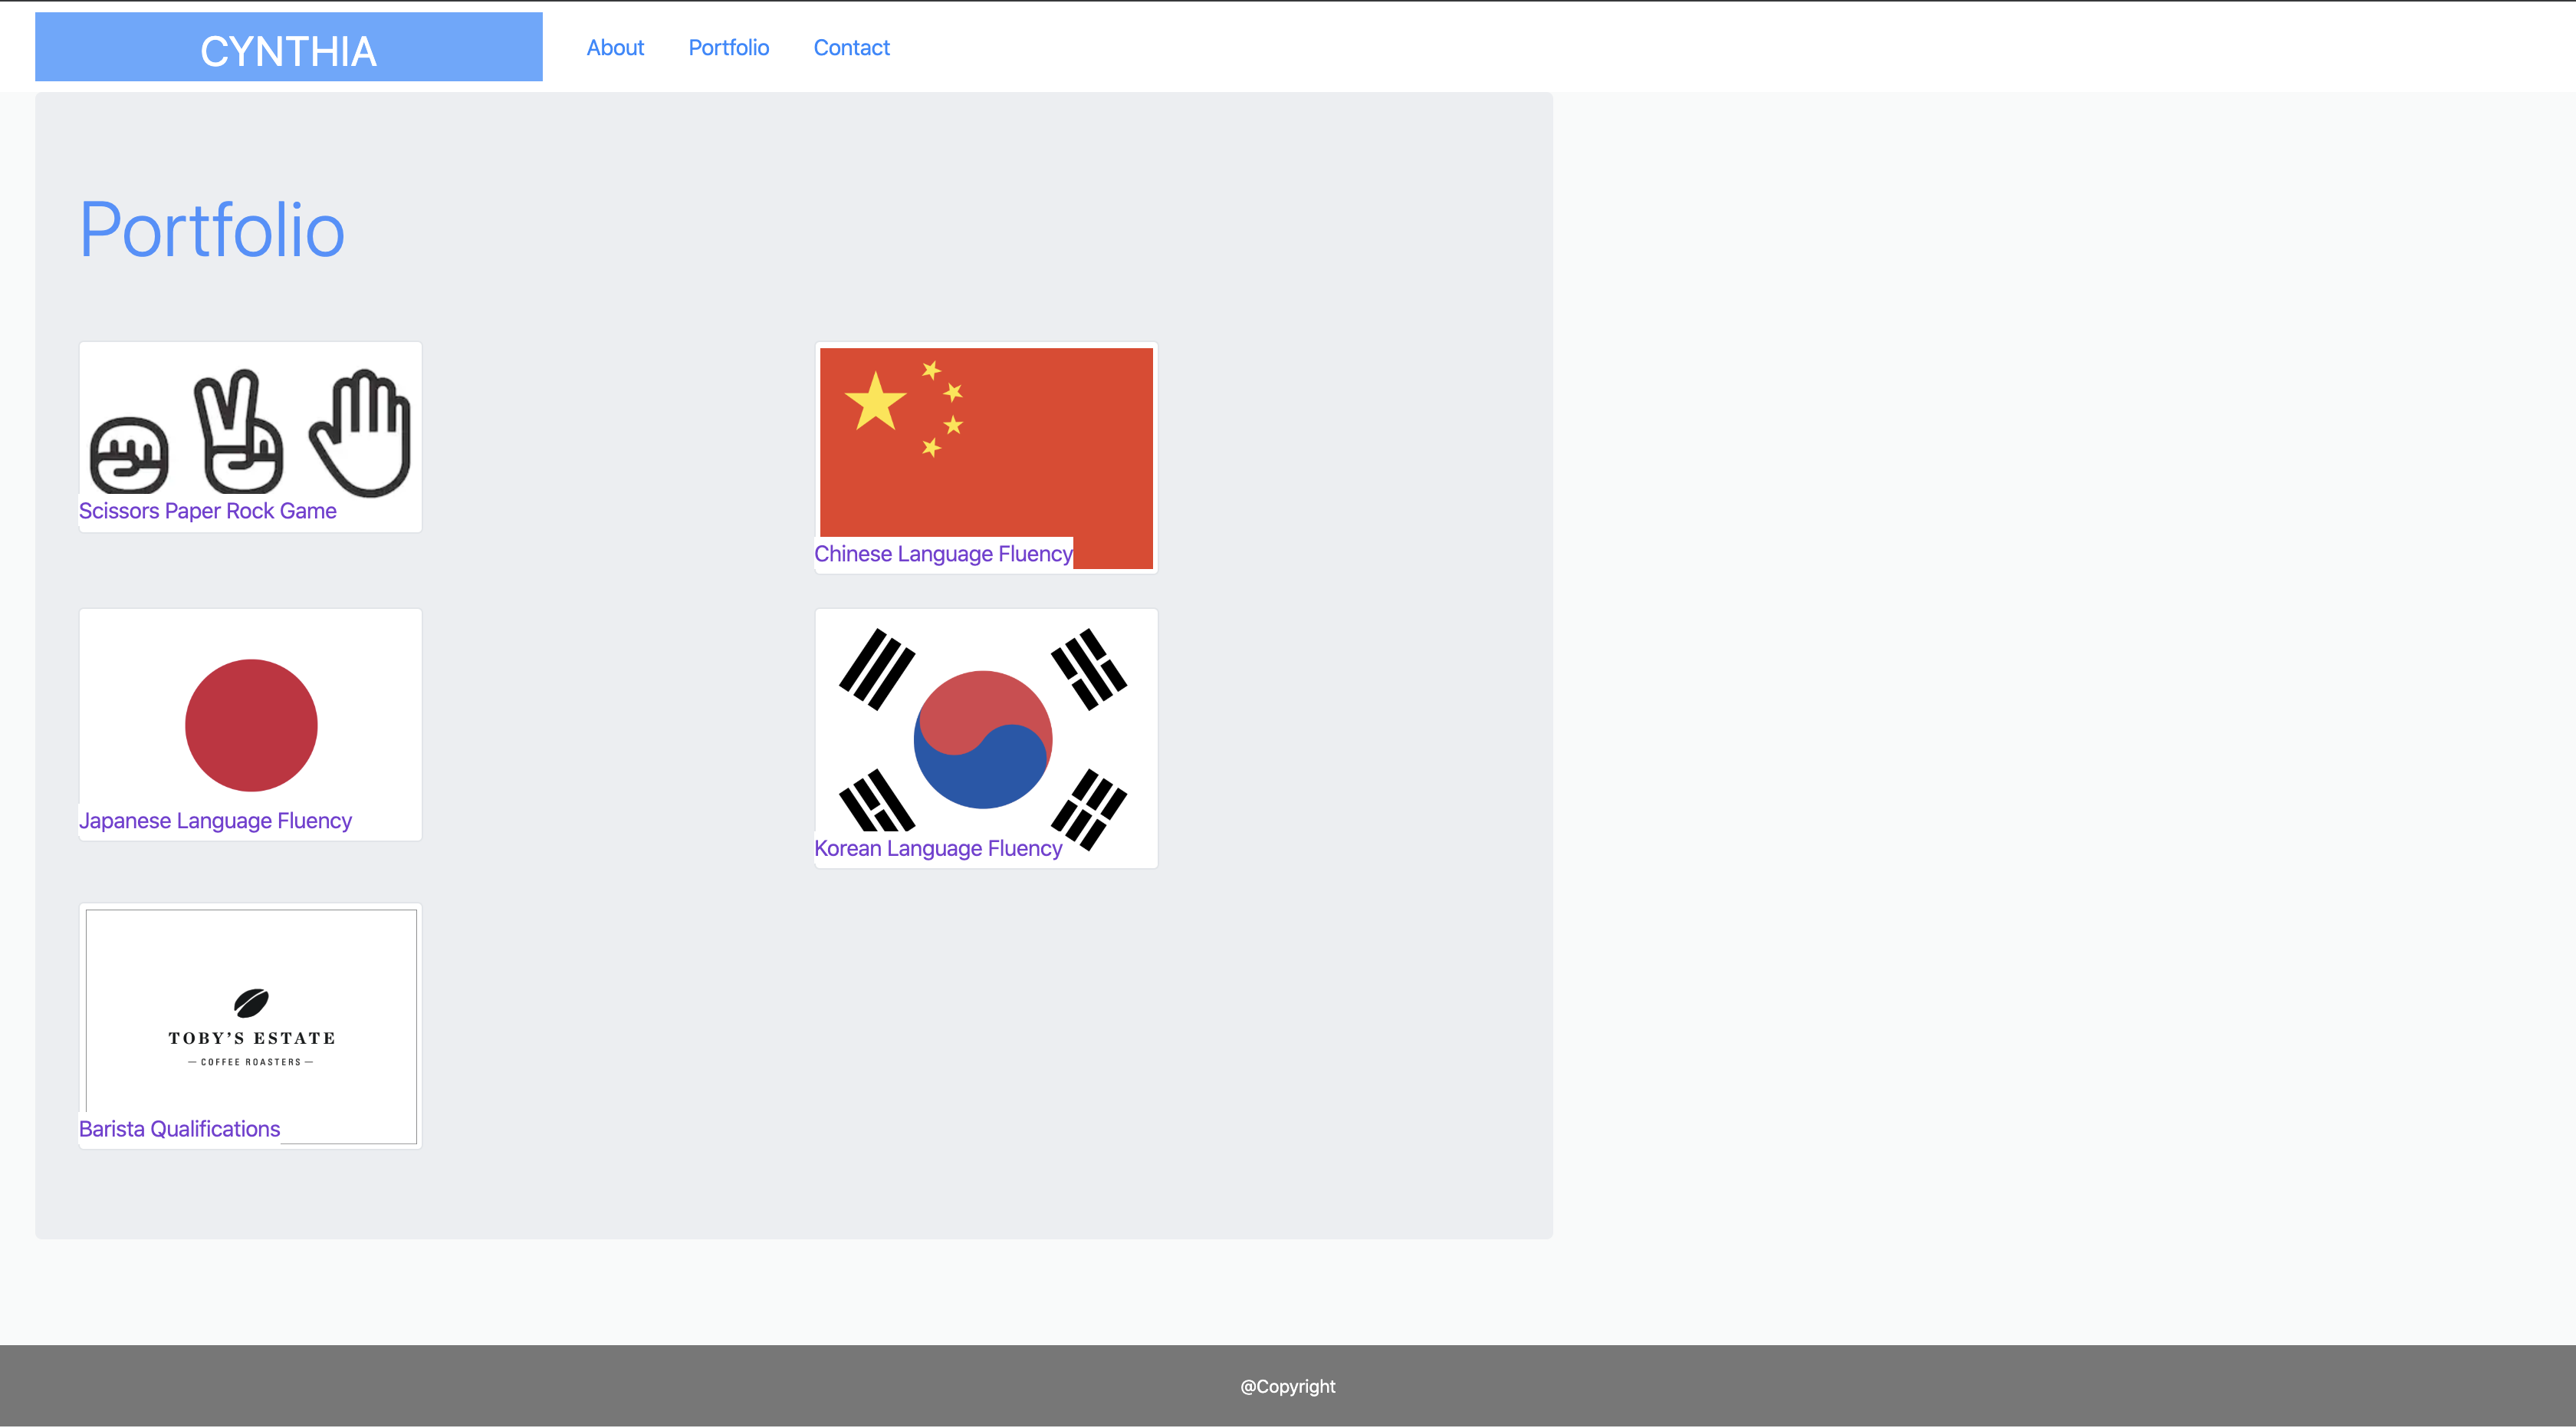 CYNTHIA
About
Portfolio
Contact
Portfolio
Scissors Paper Rock Game
Chinese Language Fluency
Japanese Language Fluency
Korean Language Fluency
TOBY’S ESTATE
— COFFEE ROASTERS —
Barista Qualifications
@Copyright